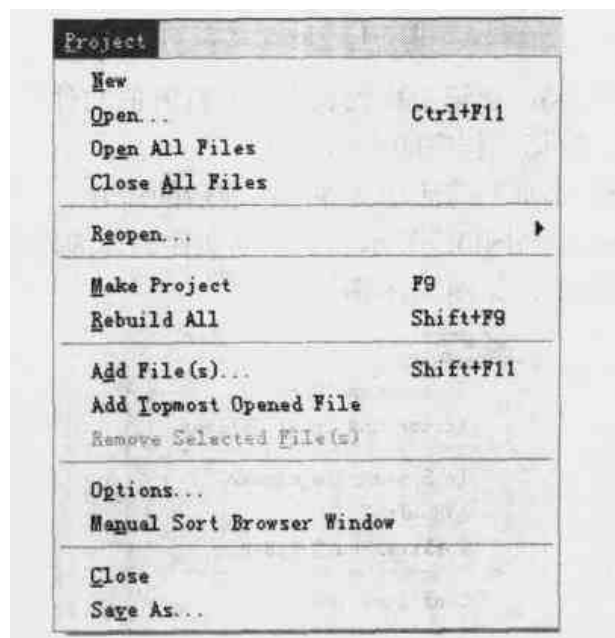 Project
New
Open... Ctrl+F11
Open All Files
Close All Files
Reopen...
Make Project F9
Rebuild All Shift+F9
Add File(s)... Shift+F11
Add Topmost Opened File
Remove Selected File(s)
Options...
Manual Sort Browser Window
Close
Save As...